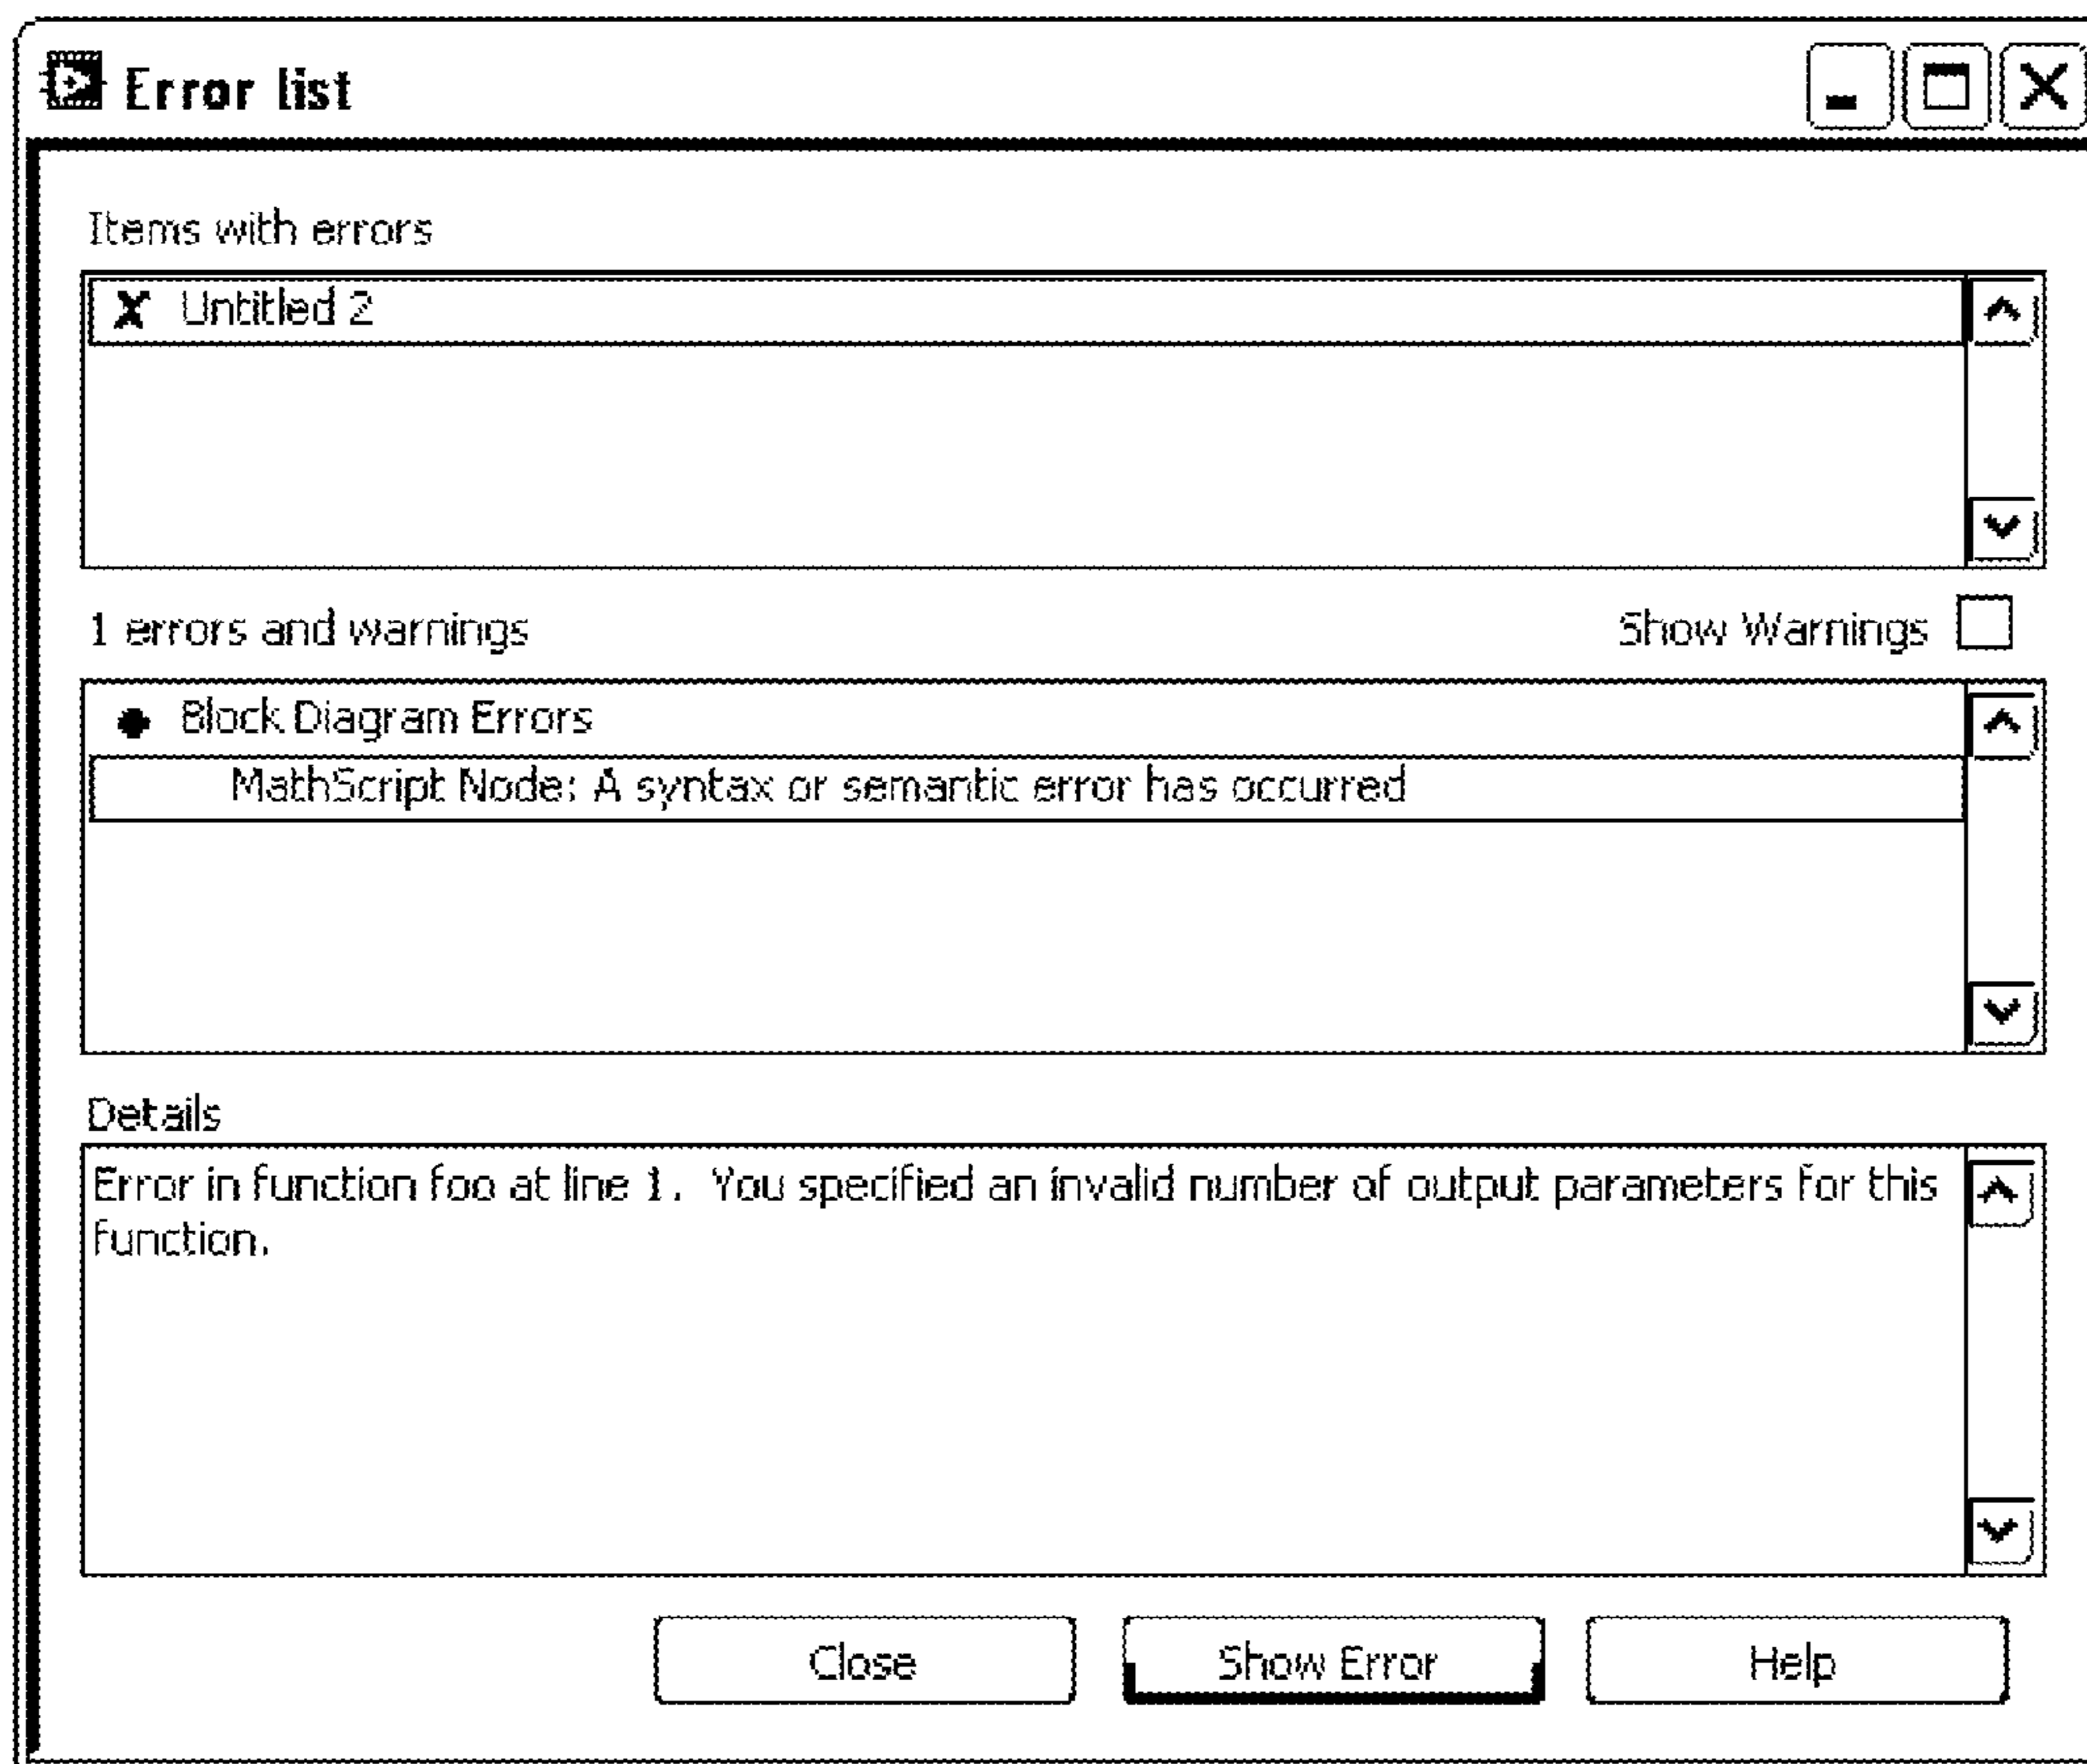 Error list
Items with errors
X Untitled 2
1 errors and warnings
Show Warnings
Block Diagram Errors
MathScript Node: A syntax or semantic error has occurred
Details
Error in function foo at line 1. You specified an invalid number of output parameters for this
function.
Close
Show Error
Help